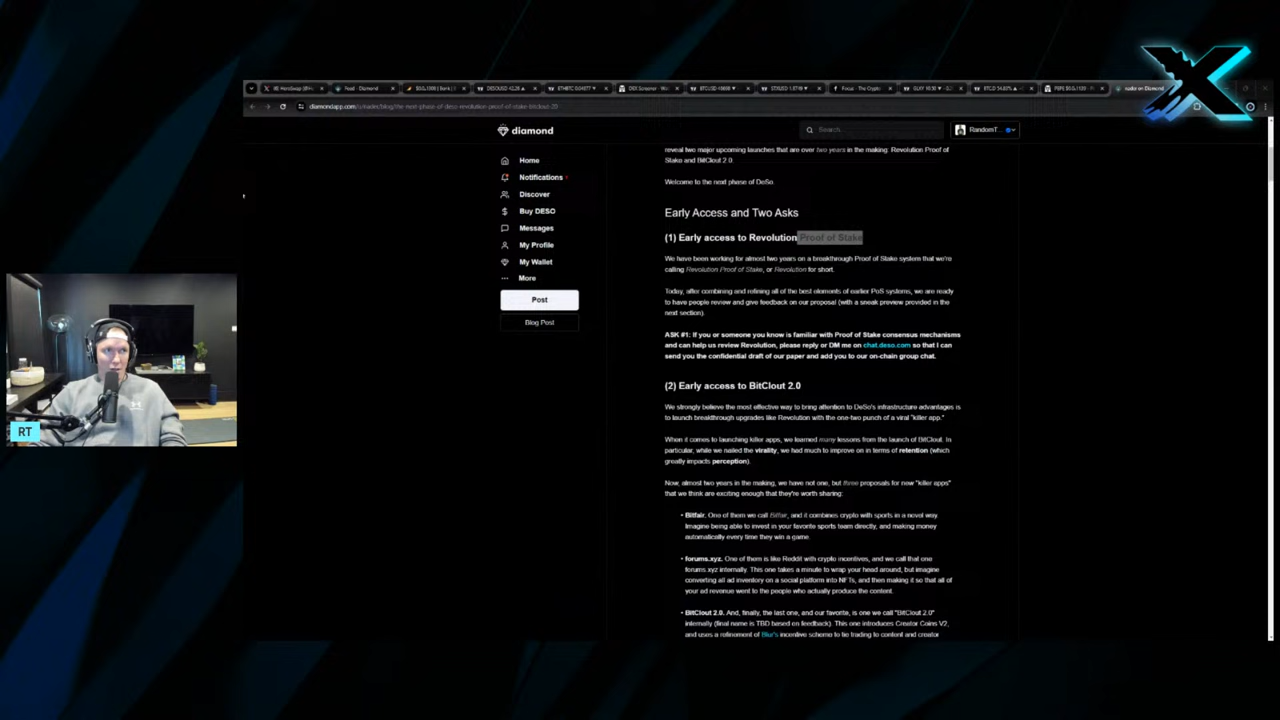 diamondapp.com/u/nader/blog/the-next-phase-of-deso-revolution-proof-of-stake-bitclout-20
diamond
Search...
RandomT...
Home
Notifications
Discover
Buy DESO
Messages
My Profile
My Wallet
More
Post
Blog Post
reveal two major upcoming launches that are over two years in the making: Revolution Proof of
Stake and BitClout 2.0.
Welcome to the next phase of DeSo.
Early Access and Two Asks
(1) Early access to Revolution Proof of Stake
We have been working for almost two years on a breakthrough Proof of Stake system that we're
calling Revolution Proof of Stake, or Revolution for short.
Today, after combining and refining all of the best elements of earlier PoS systems, we are ready
to have people review and give feedback on our proposal (with a sneak preview provided in the
next section).
ASK #1: If you or someone you know is familiar with Proof of Stake consensus mechanisms
and can help us review Revolution, please reply or DM me on chat.deso.com so that I can
send you the confidential draft of our paper and add you to our on-chain group chat.
(2) Early access to BitClout 2.0
We strongly believe the most effective way to bring attention to DeSo's infrastructure advantages is
to launch breakthrough upgrades like Revolution with the one-two punch of a viral "killer app."
When it comes to launching killer apps, we learned many lessons from the launch of BitClout. In
particular, while we nailed the virality, we had much to improve on in terms of retention (which
greatly impacts perception).
Now, almost two years in the making, we have not one, but three proposals for new "killer apps"
that we think are exciting enough that they're worth sharing:
• Bitfair. One of them we call Bitfair, and it combines crypto with sports in a novel way.
Imagine being able to invest in your favorite sports team directly, and making money
automatically every time they win a game.
• forums.xyz. One of them is like Reddit with crypto incentives, and we call that one
forums.xyz internally. This one takes a minute to wrap your head around, but imagine
converting all ad inventory on a social platform into NFTs, and then making it so that all of
your ad revenue went to the people who actually produce the content.
• BitClout 2.0. And, finally, the last one, and our favorite, is one we call "BitClout 2.0"
internally (final name is TBD based on feedback). This one introduces Creator Coins V2,
and uses a refinement of Blur's incentive scheme to tie trading to content and creator
RT
X